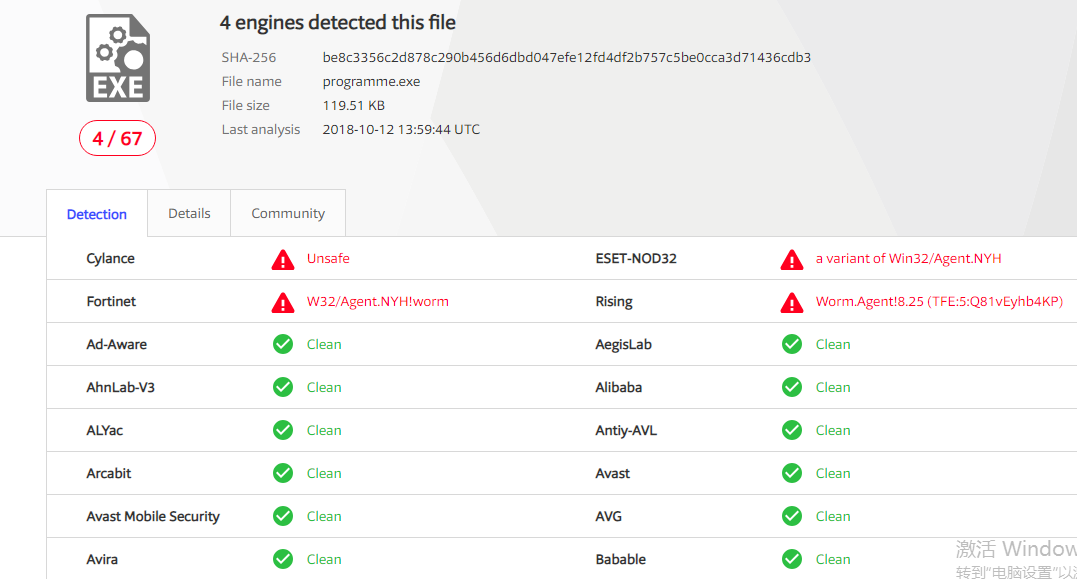 4 engines detected this file
SHA-256 be8c3356c2d878c290b456d6dbd047efe12fd4df2b757c5be0cca3d71436cdb3
EXE
File name programme.exe
File size 119.51 KB
4 / 67
Last analysis 2018-10-12 13:59:44 UTC
Detection Details Community
Cylance Unsafe ESET-NOD32 a variant of Win32/Agent.NYH
Fortinet W32/Agent.NYH!worm Rising Worm.Agent!8.25 (TFE:5:Q81vEyhb4KP)
Ad-Aware Clean AegisLab Clean
AhnLab-V3 Clean Alibaba Clean
ALYac Clean Antiy-AVL Clean
Arcabit Clean Avast Clean
Avast Mobile Security Clean AVG Clean
Avira Clean Babable Clean
激活 Window
转到"电脑设置"以